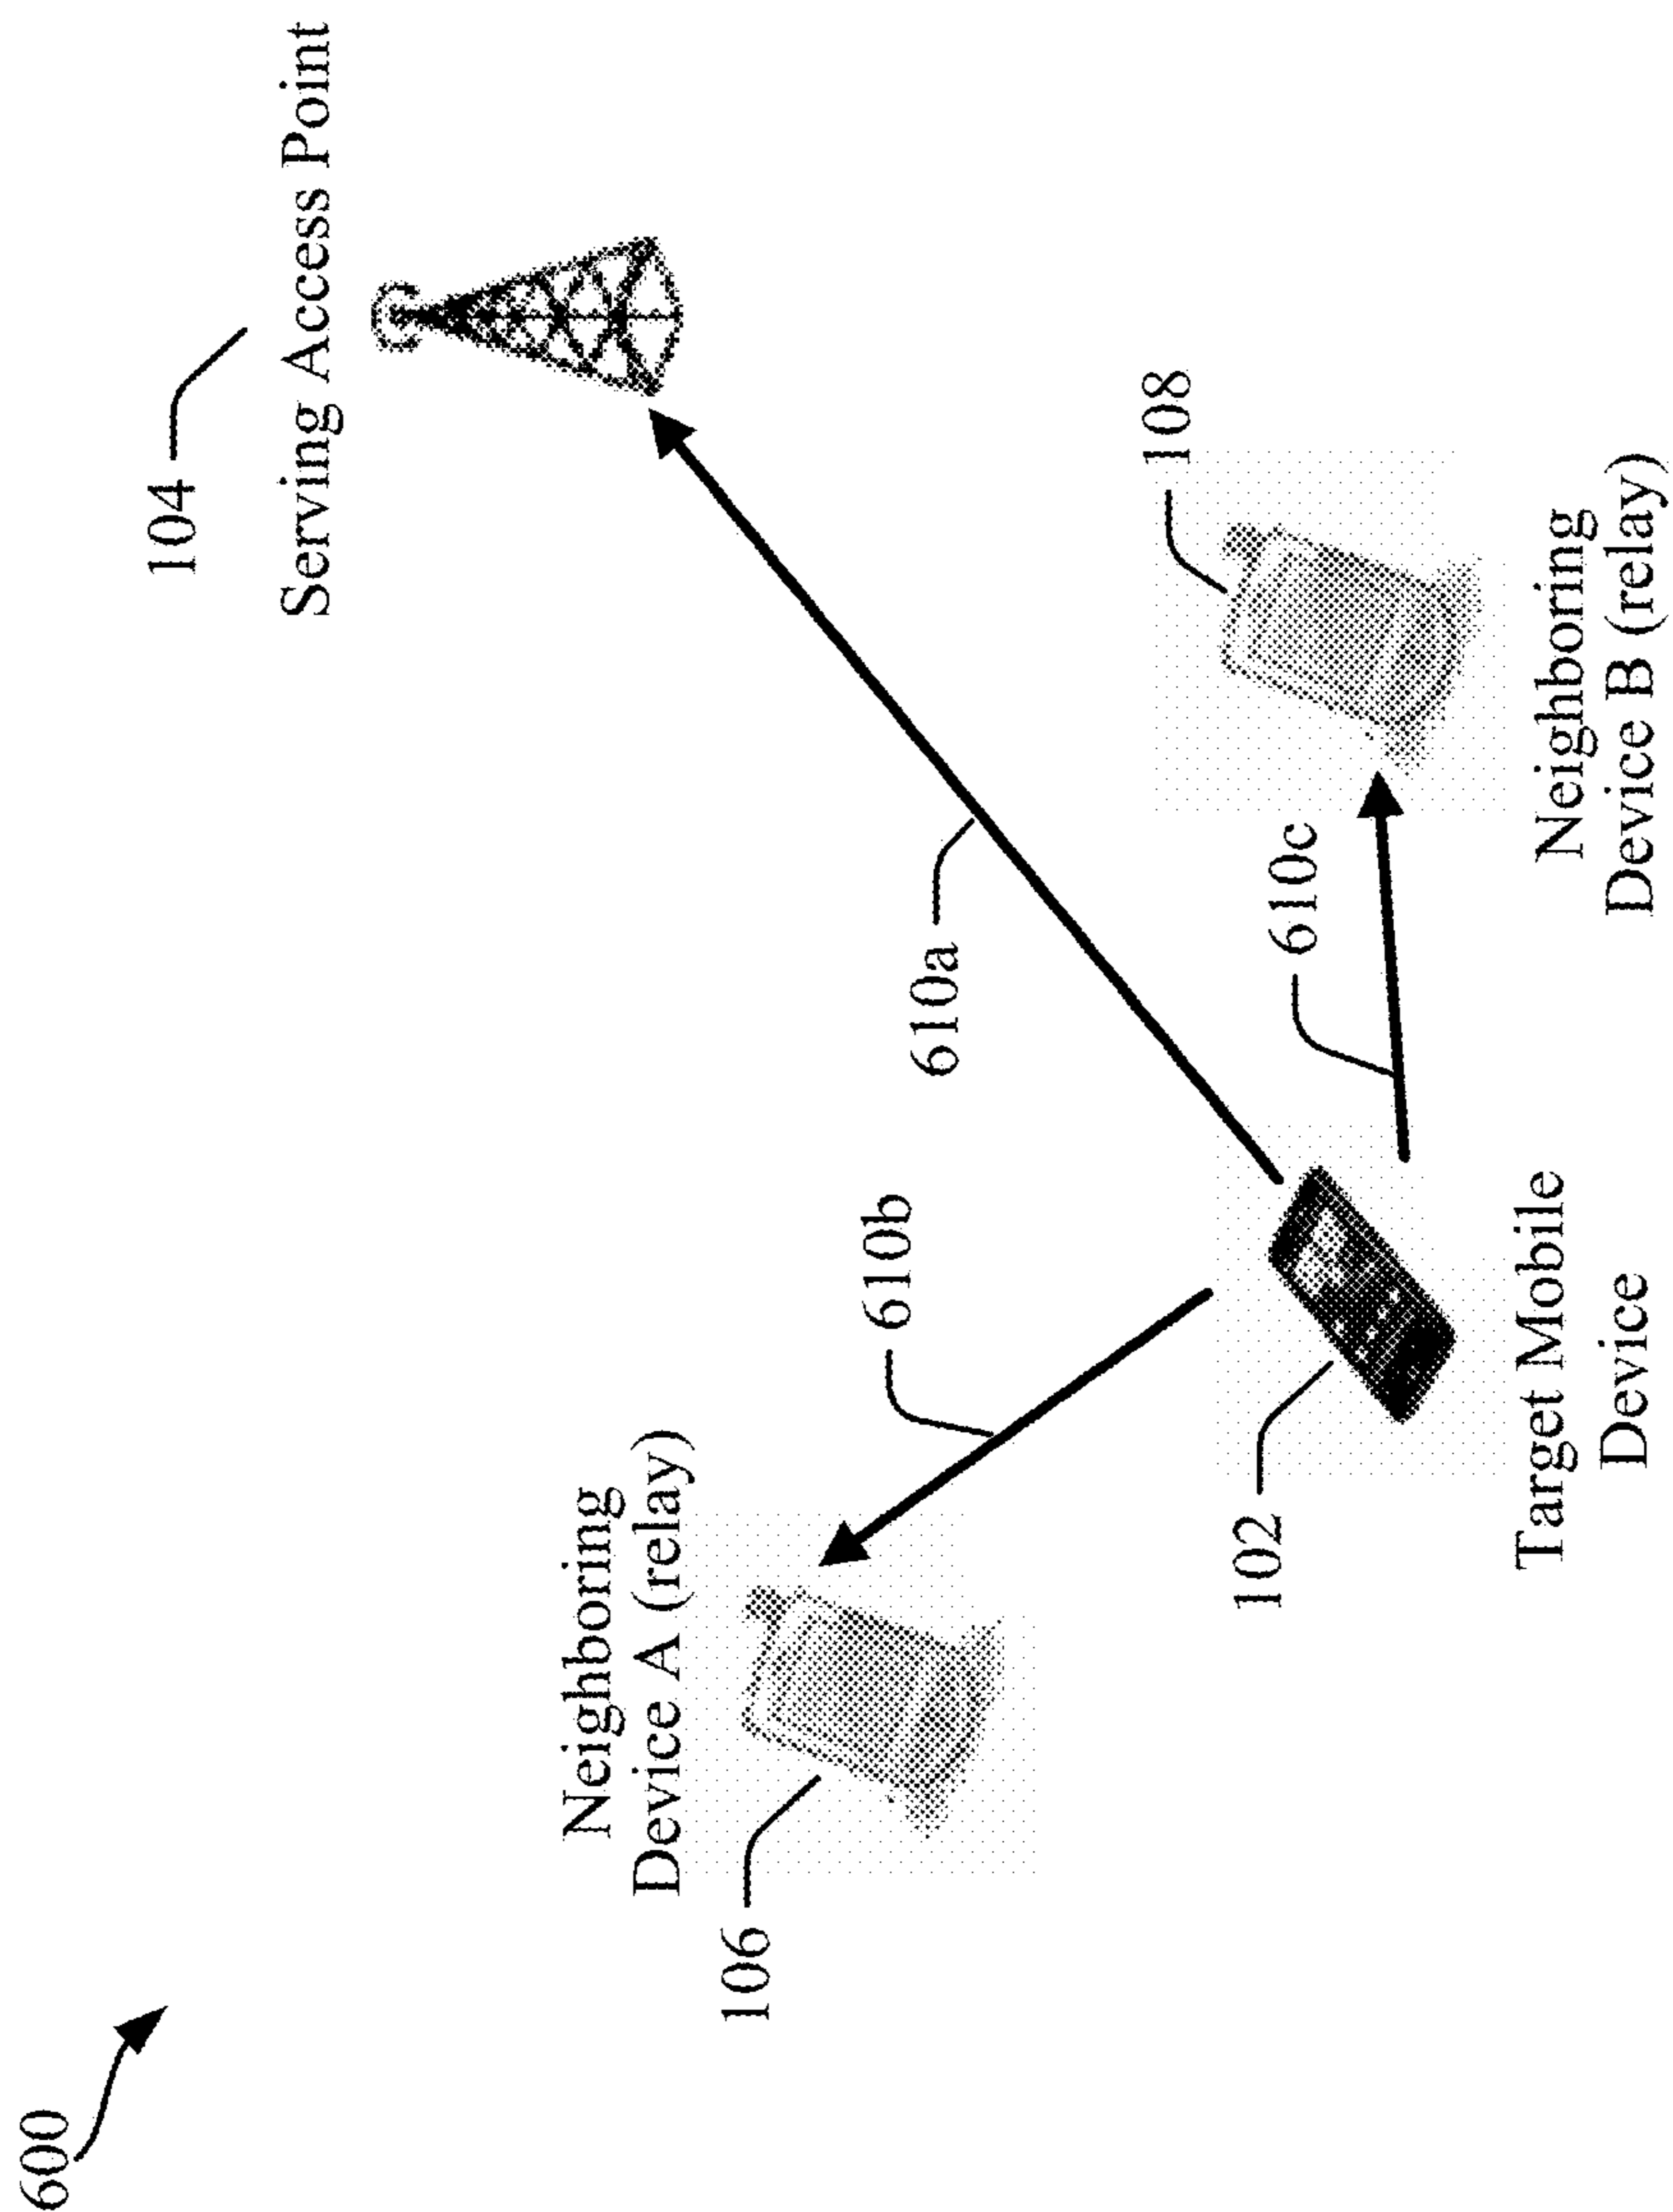 600
104
Serving Access Point
Neighboring
Device A (relay)
106
610b
610a
108
610c
102
Target Mobile
Device
Neighboring
Device B (relay)